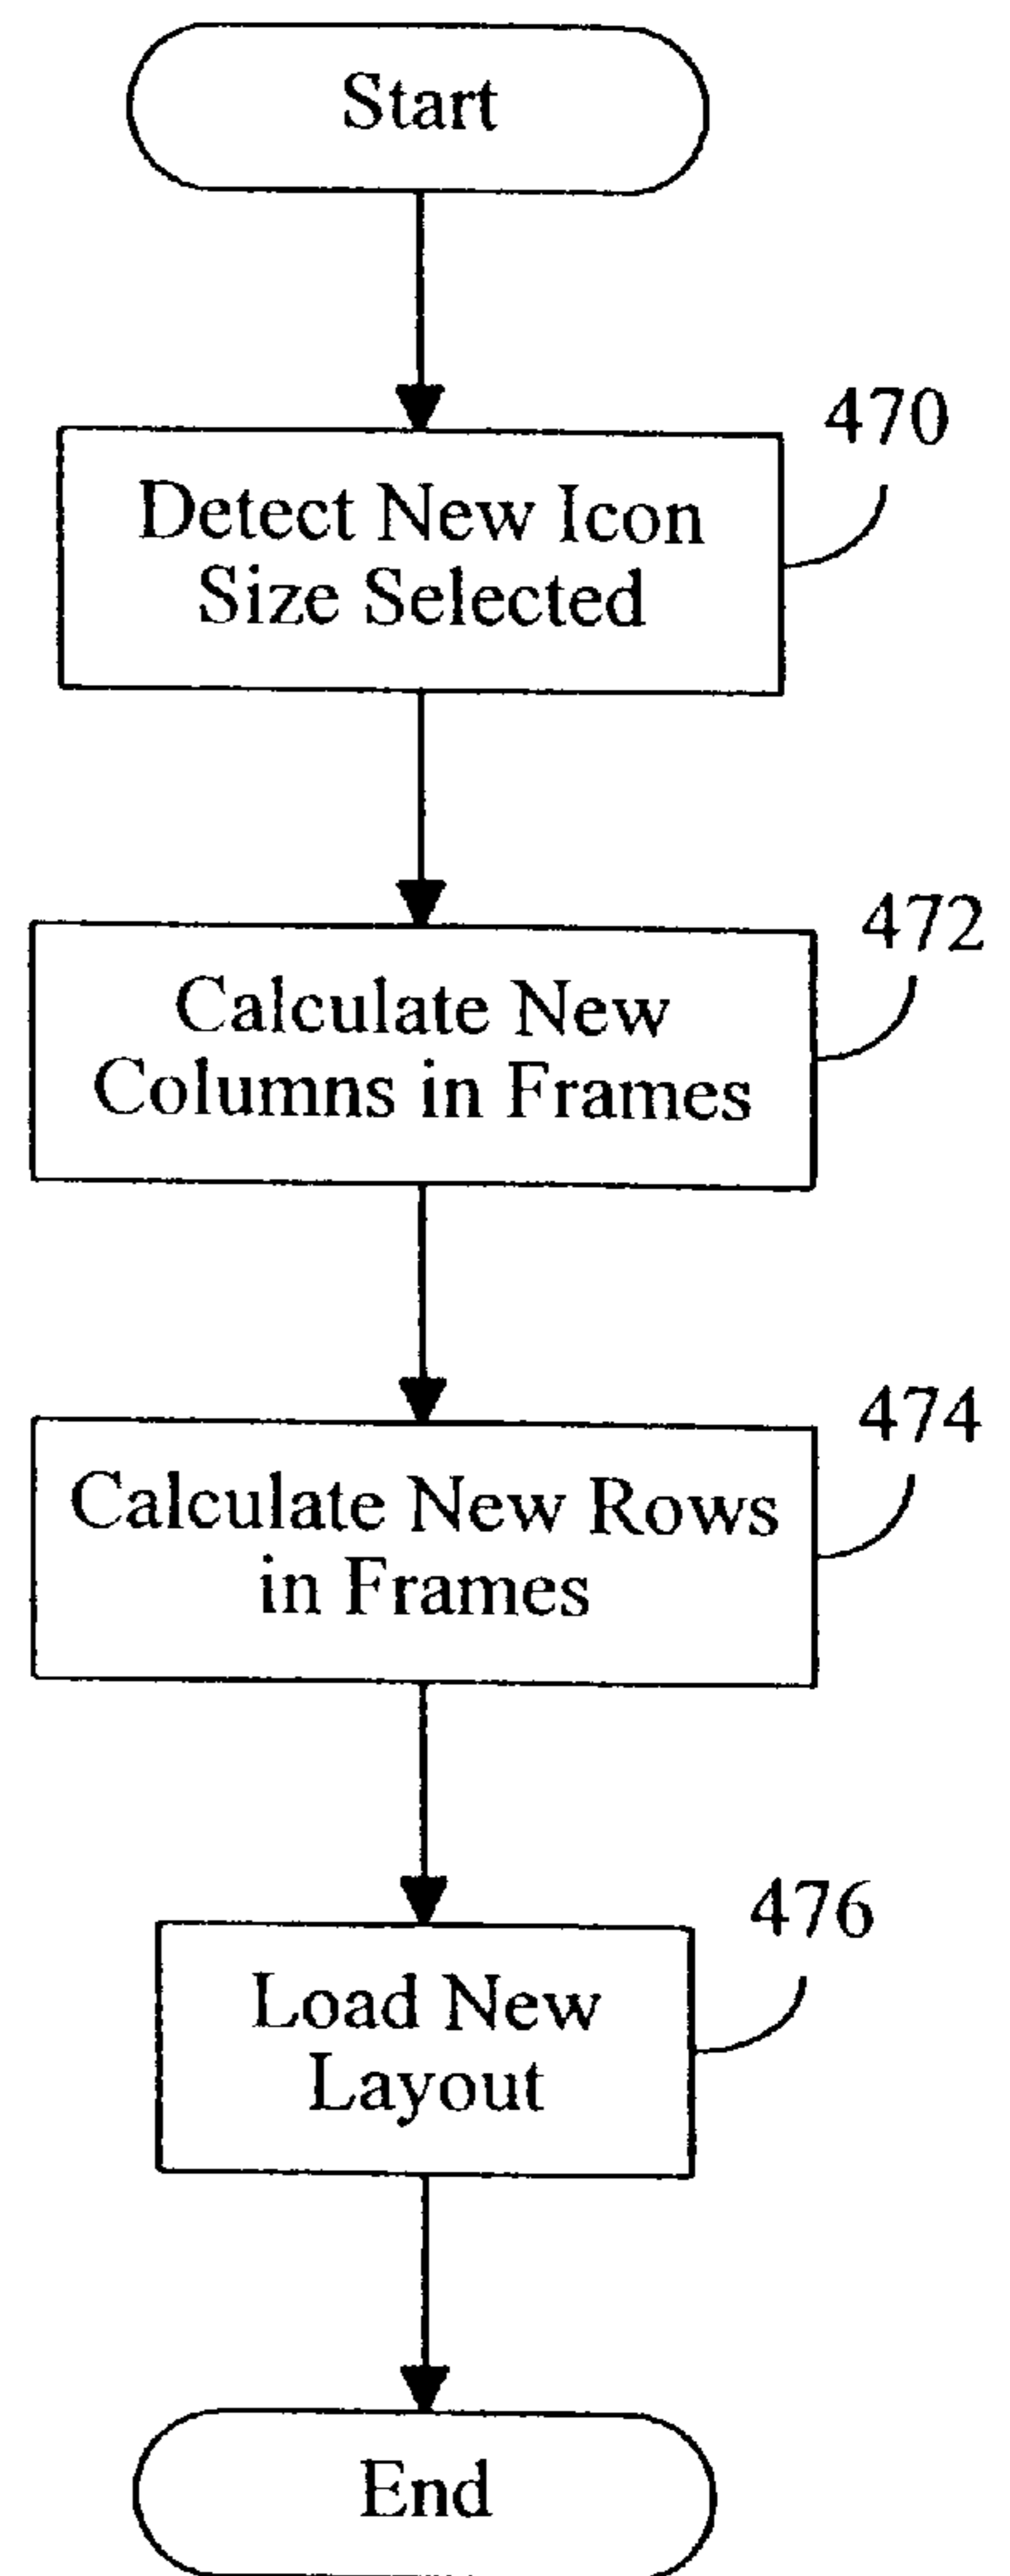 Start
470
Detect New Icon
Size Selected
472
Calculate New
Columns in Frames
474
Calculate New Rows
in Frames
476
Load New
Layout
End